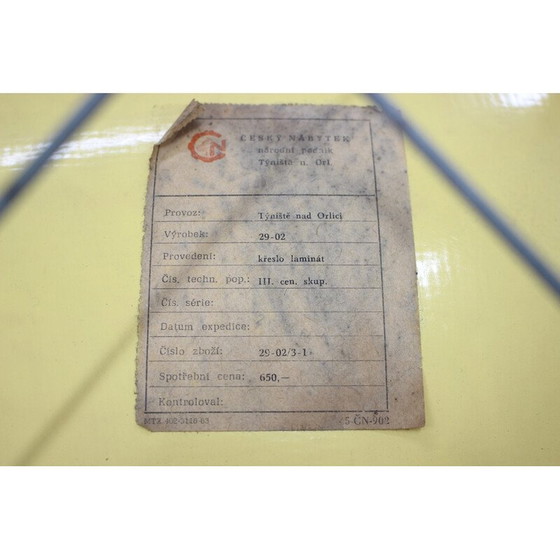 ČN
ČESKÝ NÁBYTEK
národní podnik
Týniště n. Orl.
Provoz: Týniště nad Orlicí
Výrobek: 29-02
Provedení: křeslo laminát
Čís. techn. pop.: III. cen. skup.
Čís. série:
Datum expedice:
Číslo zboží: 29-02/3-1-
Spotřební cena: 650,—
Kontroloval:
5 ČN-902